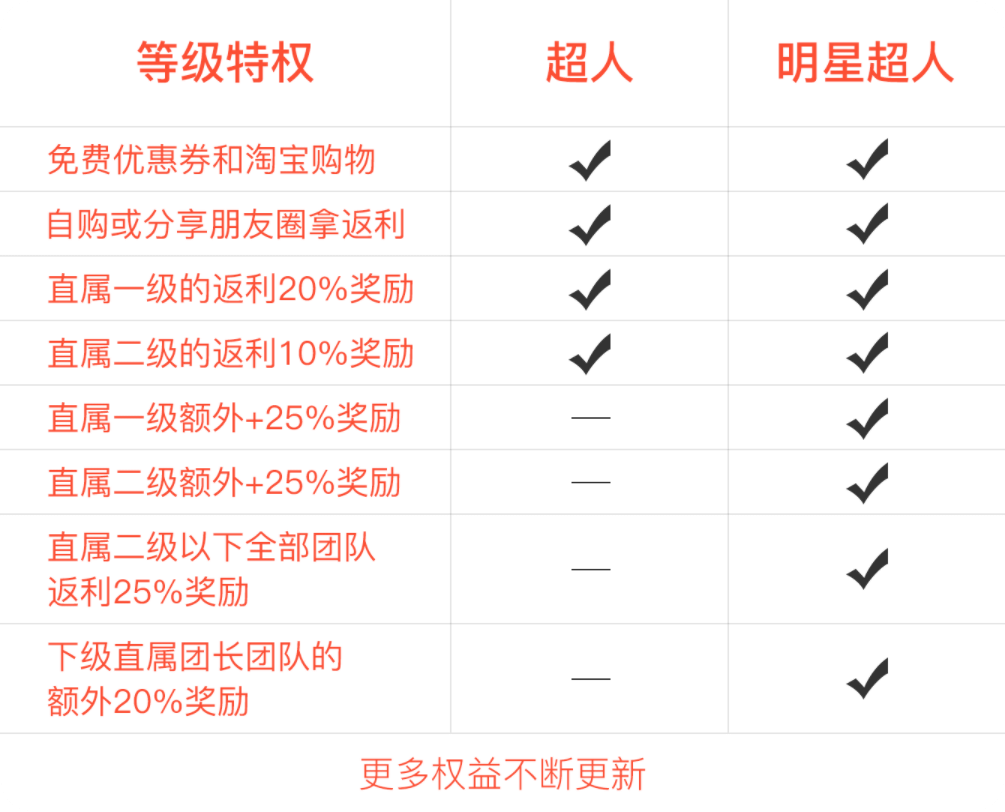 等级特权 超人 明星超人
免费优惠券和淘宝购物
自购或分享朋友圈拿返利
直属一级的返利20%奖励
直属二级的返利10%奖励
直属一级额外+25%奖励
直属二级额外+25%奖励
直属二级以下全部团队
返利25%奖励
下级直属团长团队的
额外20%奖励
更多权益不断更新